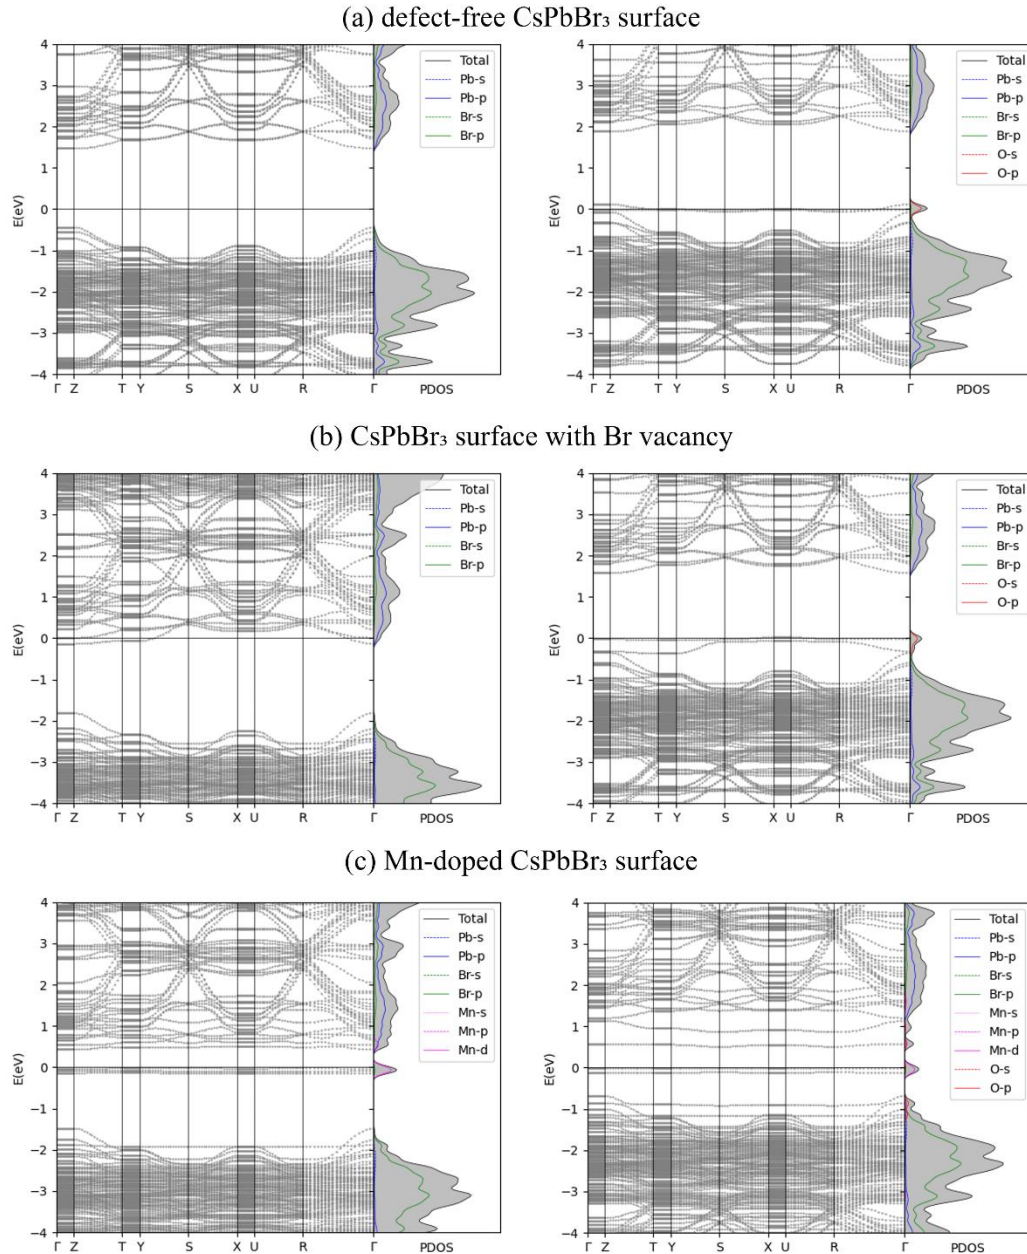 (a) defect-free CsPbBr₃ surface
4
3
2
1
0
−1
−2
−3
−4
E(eV)
Γ Z T Y S X U R Γ PDOS
Total
Pb-s
Pb-p
Br-s
Br-p
4
3
2
1
0
−1
−2
−3
−4
E(eV)
Γ Z T Y S X U R Γ PDOS
Total
Pb-s
Pb-p
Br-s
Br-p
O-s
O-p
(b) CsPbBr₃ surface with Br vacancy
4
3
2
1
0
−1
−2
−3
−4
E(eV)
Γ Z T Y S X U R Γ PDOS
Total
Pb-s
Pb-p
Br-s
Br-p
4
3
2
1
0
−1
−2
−3
−4
E(eV)
Γ Z T Y S X U R Γ PDOS
Total
Pb-s
Pb-p
Br-s
Br-p
O-s
O-p
(c) Mn-doped CsPbBr₃ surface
4
3
2
1
0
−1
−2
−3
−4
E(eV)
Γ Z T Y S X U R Γ PDOS
Total
Pb-s
Pb-p
Br-s
Br-p
Mn-s
Mn-p
Mn-d
4
3
2
1
0
−1
−2
−3
−4
E(eV)
Γ Z T Y S X U R Γ PDOS
Total
Pb-s
Pb-p
Br-s
Br-p
Mn-s
Mn-p
Mn-d
O-s
O-p